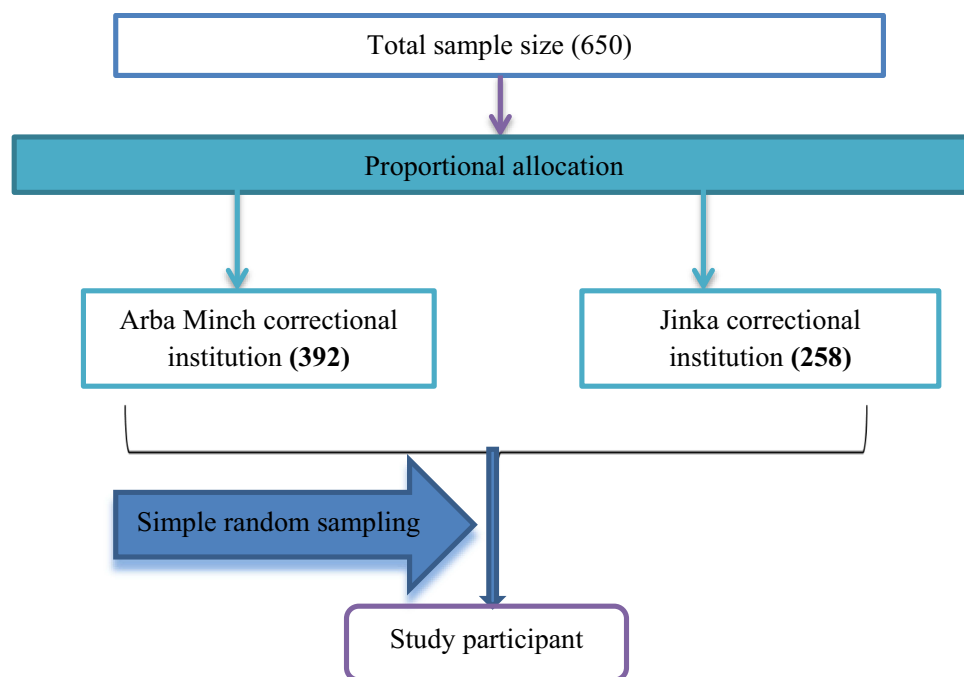 Total sample size (650)
Proportional allocation
Arba Minch correctional
institution (392)
Jinka correctional
institution (258)
Simple random sampling
Study participant